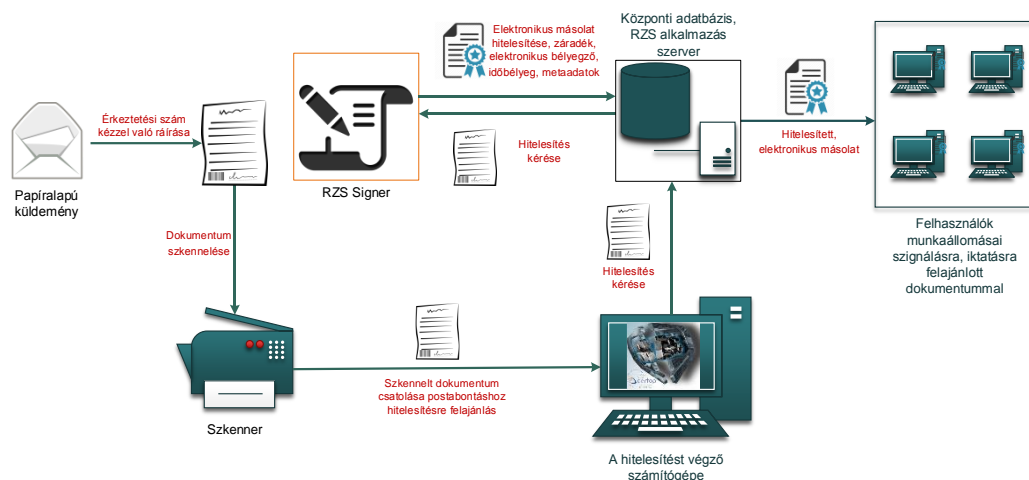 Elektronikus másolat
hitelesítése, záradék,
elektronikus bélyegző,
időbélyeg, metaadatok
Központi adatbázis,
RZS alkalmazás
szerver
Érkeztetési szám
kézzel való ráírása
Hitelesítés
kérése
Hitelesített,
elektronikus másolat
Papíralapú
küldemény
RZS Signer
Dokumentum
szkennelése
Hitelesítés
kérése
Felhasználók
munkaállomásai
szignálásra, iktatásra
felajánlott
dokumentummal
Szkennelt dokumentum
csatolása postabontáshoz
hitelesítésre felajánlás
Szkenner
A hitelesítést végző
számítógépe